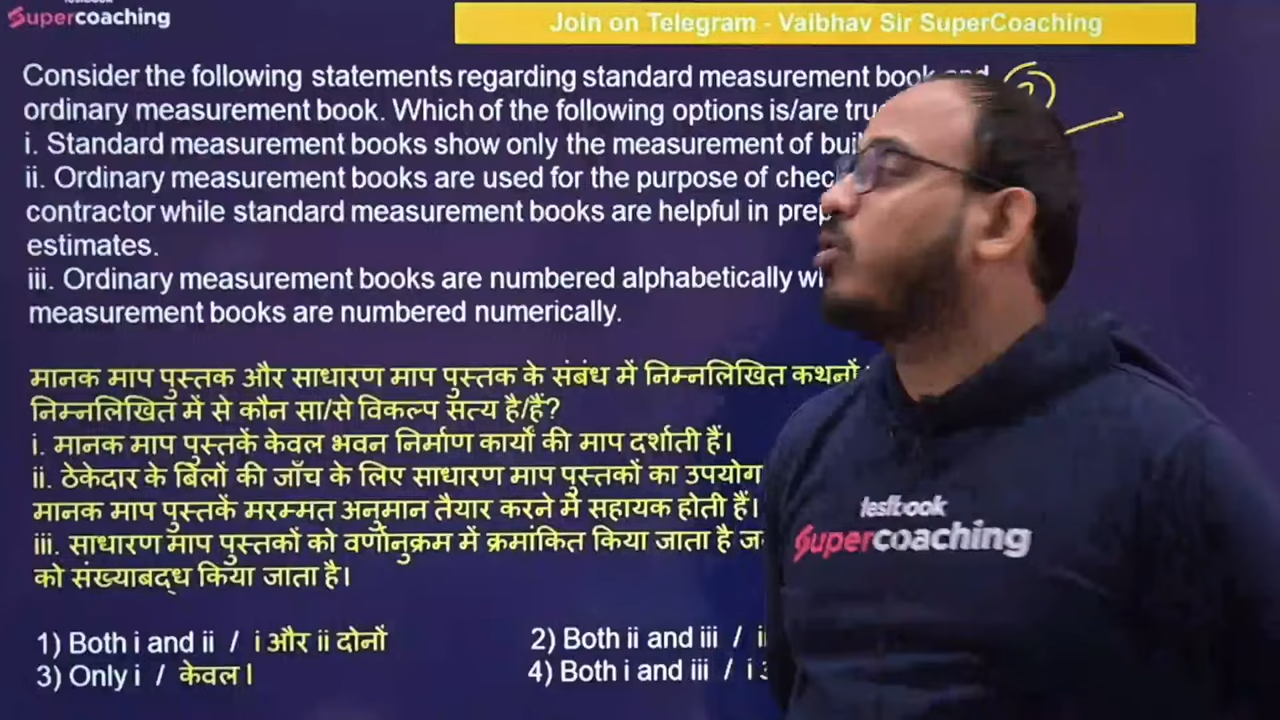 Supercoaching
Join on Telegram - Vaibhav Sir SuperCoaching
Consider the following statements regarding standard measurement book and
ordinary measurement book. Which of the following options is/are
i. Standard measurement books show only the measurement of
ii. Ordinary measurement books are used for the purpose of
contractor while standard measurement books are helpful in
estimates.
iii. Ordinary measurement books are numbered alphabetically
measurement books are numbered numerically.
मानक माप पुस्तक और साधारण माप पुस्तक के संबंध में निम्नलिखित कथनों
निम्नलिखित में से कौन सा/से विकल्प सत्य है/हैं?
i. मानक माप पुस्तकें केवल भवन निर्माण कार्यों की माप दर्शाती हैं।
ii. ठेकेदार के बिलों की जाँच के लिए साधारण माप पुस्तकों का उपयोग
मानक माप पुस्तकें मरम्मत अनुमान तैयार करने में सहायक होती हैं।
iii. साधारण माप पुस्तकों को वर्णानुक्रम में क्रमांकित किया जाता है
को संख्याबद्ध किया जाता है।
1) Both i and ii / i और ii दोनों
2) Both ii and iii /
3) Only i / केवल I
4) Both i and iii / i
testbook
Supercoaching